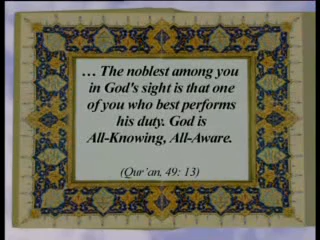 … The noblest among you
in God's sight is that one
of you who best performs
his duty. God is
All-Knowing, All-Aware.
(Qur'an, 49: 13)